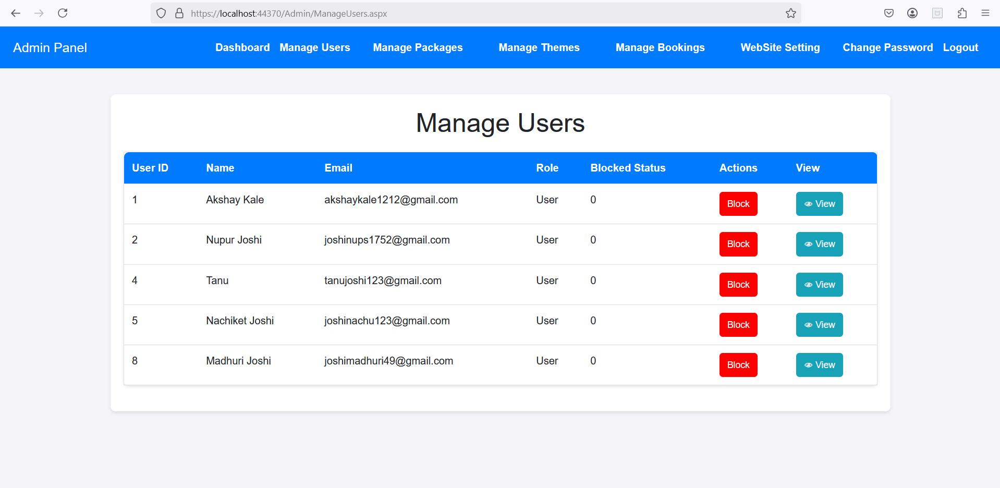 https://localhost:44370/Admin/ManageUsers.aspx
Admin Panel Dashboard Manage Users Manage Packages Manage Themes Manage Bookings WebSite Setting Change Password Logout
Manage Users
User ID Name Email Role Blocked Status Actions View
1 Akshay Kale akshaykale1212@gmail.com User 0 Block View
2 Nupur Joshi joshinups1752@gmail.com User 0 Block View
4 Tanu tanujoshi123@gmail.com User 0 Block View
5 Nachiket Joshi joshinachu123@gmail.com User 0 Block View
8 Madhuri Joshi joshimadhuri49@gmail.com User 0 Block View